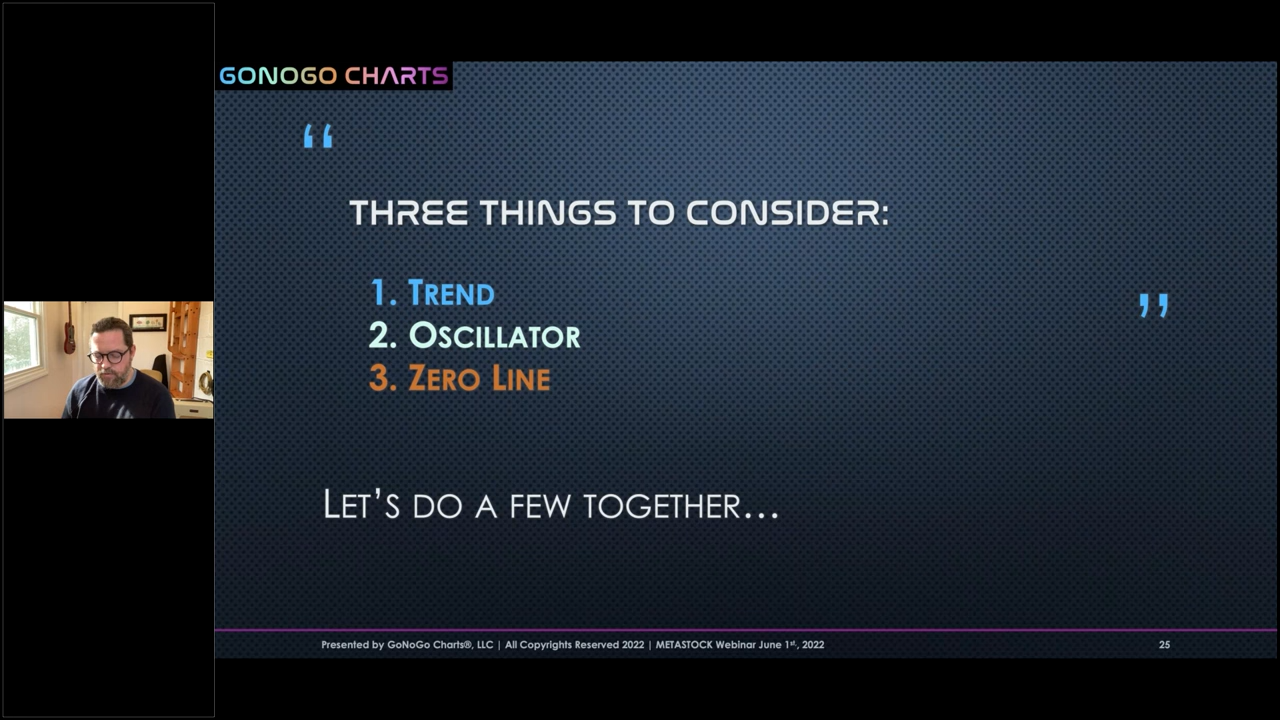 GONOGO CHARTS
“
THREE THINGS TO CONSIDER:
1. TREND
2. OSCILLATOR
3. ZERO LINE
”
LET’S DO A FEW TOGETHER…
Presented by GoNoGo Charts®, LLC | All Copyrights Reserved 2022 | METASTOCK Webinar June 1st, 2022
25